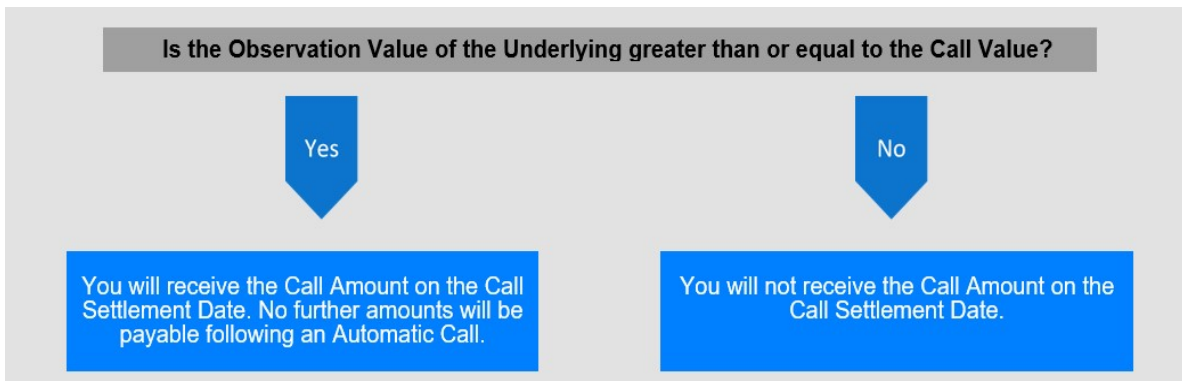 Is the Observation Value of the Underlying greater than or equal to the Call Value?
Yes
No
You will receive the Call Amount on the Call
Settlement Date. No further amounts will be
payable following an Automatic Call.
You will not receive the Call Amount on the
Call Settlement Date.